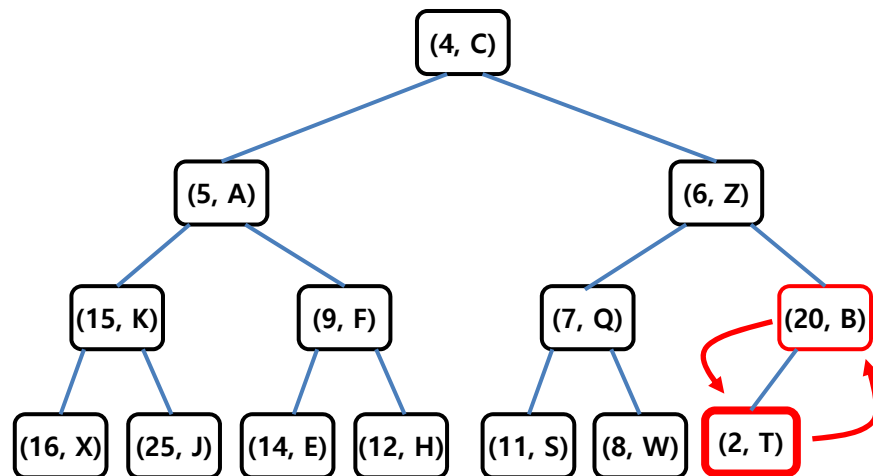 (4, C)
(5, A)
(6, Z)
(15, K)
(9, F)
(7, Q)
(20, B)
(16, X)
(25, J)
(14, E)
(12, H)
(11, S)
(8, W)
(2, T)